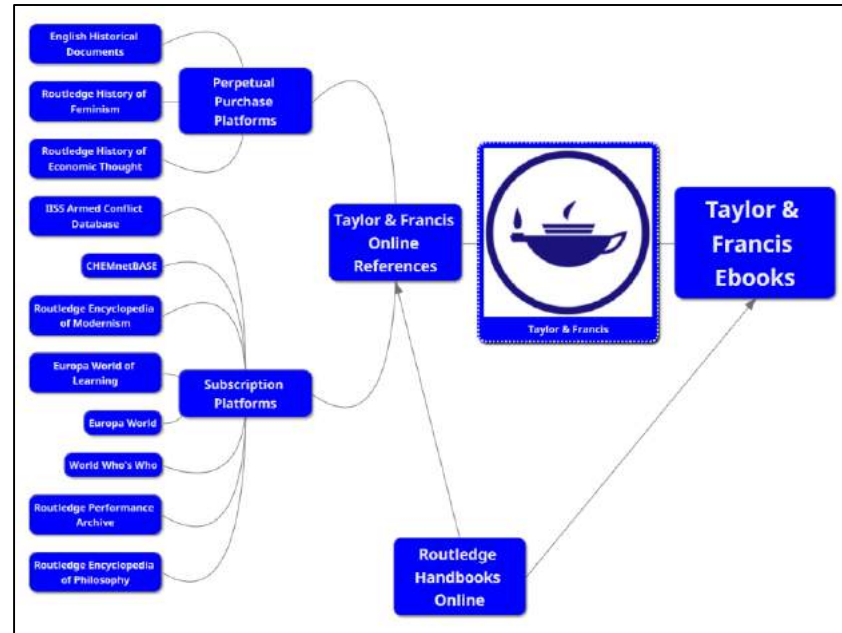 English Historical
Documents
Routledge History of
Feminism
Routledge History of
Economic Thought
Perpetual
Purchase
Platforms
IISS Armed Conflict
Database
CHEMnetBASE
Routledge Encyclopedia
of Modernism
Europa World of
Learning
Europa World
World Who's Who
Routledge Performance
Archive
Routledge Encyclopedia
of Philosophy
Subscription
Platforms
Taylor & Francis
Online
References
Taylor & Francis
Taylor &
Francis
Ebooks
Routledge
Handbooks
Online